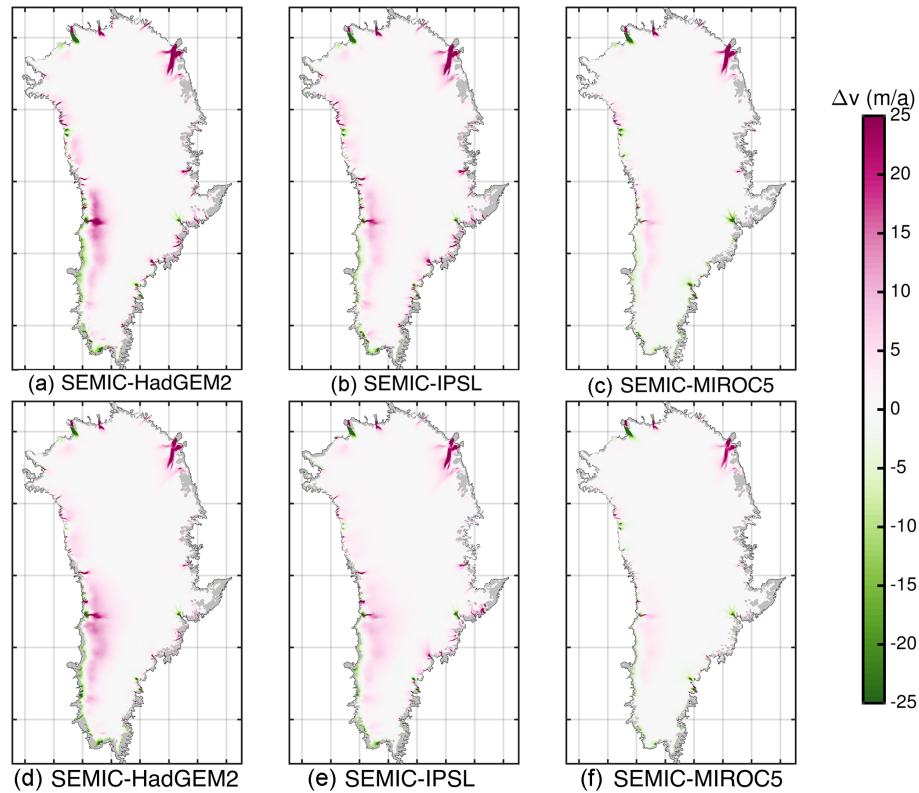 Δv (m/a)
25
20
15
10
5
0
-5
-10
-15
-20
-25
(a) SEMIC-HadGEM2
(b) SEMIC-IPSL
(c) SEMIC-MIROC5
(d) SEMIC-HadGEM2
(e) SEMIC-IPSL
(f) SEMIC-MIROC5